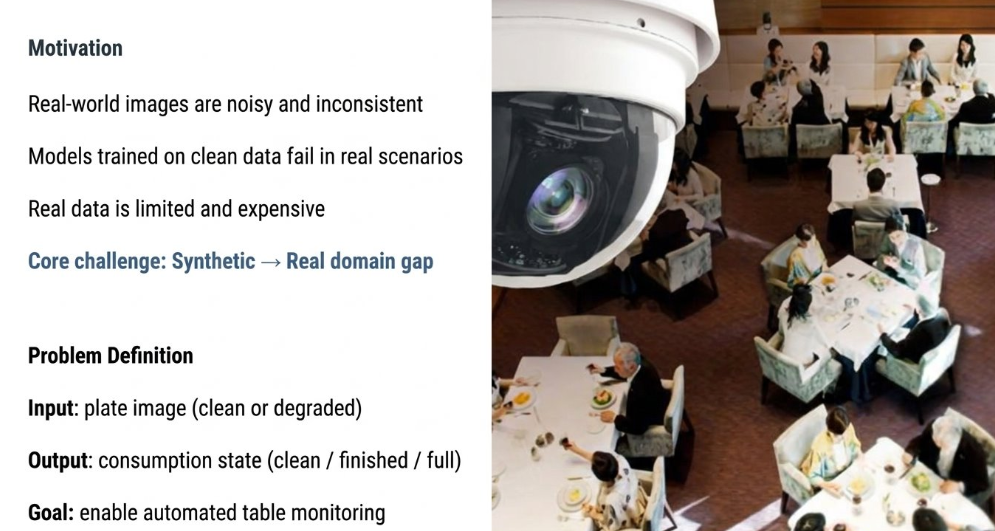 Motivation
Real-world images are noisy and inconsistent
Models trained on clean data fail in real scenarios
Real data is limited and expensive
Core challenge: Synthetic → Real domain gap
Problem Definition
Input: plate image (clean or degraded)
Output: consumption state (clean / finished / full)
Goal: enable automated table monitoring